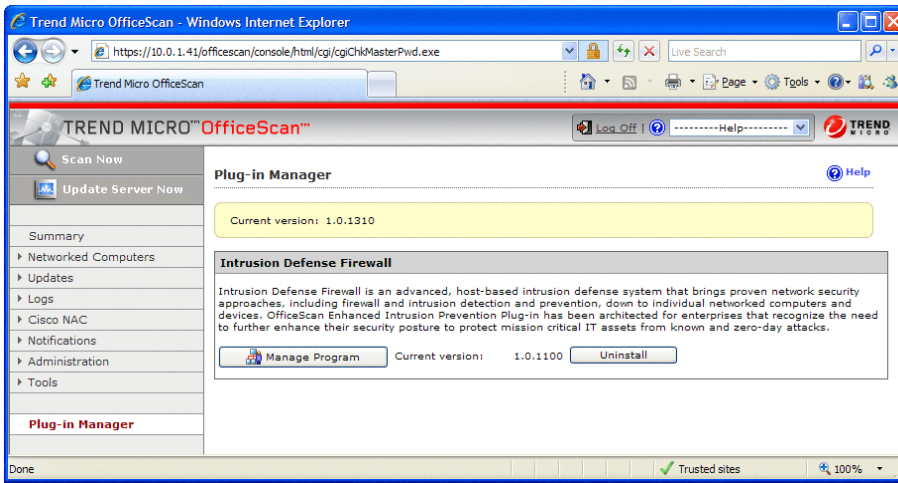 Trend Micro OfficeScan - Windows Internet Explorer
https://10.0.1.41/officescan/console/html/cgi/cgiChkMasterPwd.exe
Live Search
Trend Micro OfficeScan
Page
Tools
TREND MICRO™ OfficeScan™
Log Off | ---------Help---------
TREND MICRO
Scan Now
Update Server Now
Summary
Networked Computers
Updates
Logs
Cisco NAC
Notifications
Administration
Tools
Plug-in Manager
Plug-in Manager
Help
Current version: 1.0.1310
Intrusion Defense Firewall
Intrusion Defense Firewall is an advanced, host-based intrusion defense system that brings proven network security
approaches, including firewall and intrusion detection and prevention, down to individual networked computers and
devices. OfficeScan Enhanced Intrusion Prevention Plug-in has been architected for enterprises that recognize the need
to further enhance their security posture to protect mission critical IT assets from known and zero-day attacks.
Manage Program Current version: 1.0.1100 Uninstall
Done
Trusted sites
100%